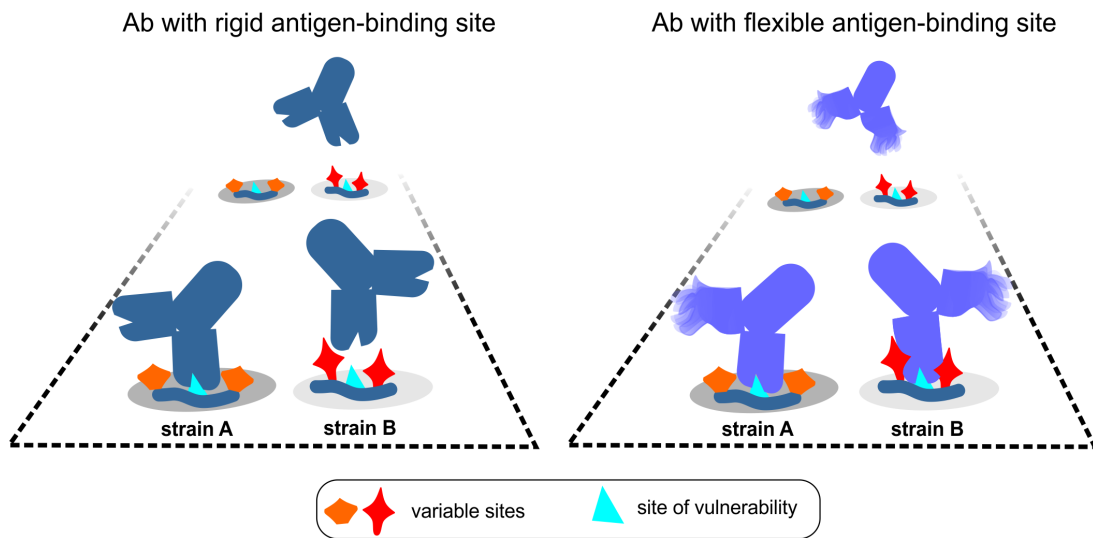 Ab with rigid antigen-binding site
Ab with flexible antigen-binding site
strain A
strain B
strain A
strain B
variable sites
site of vulnerability